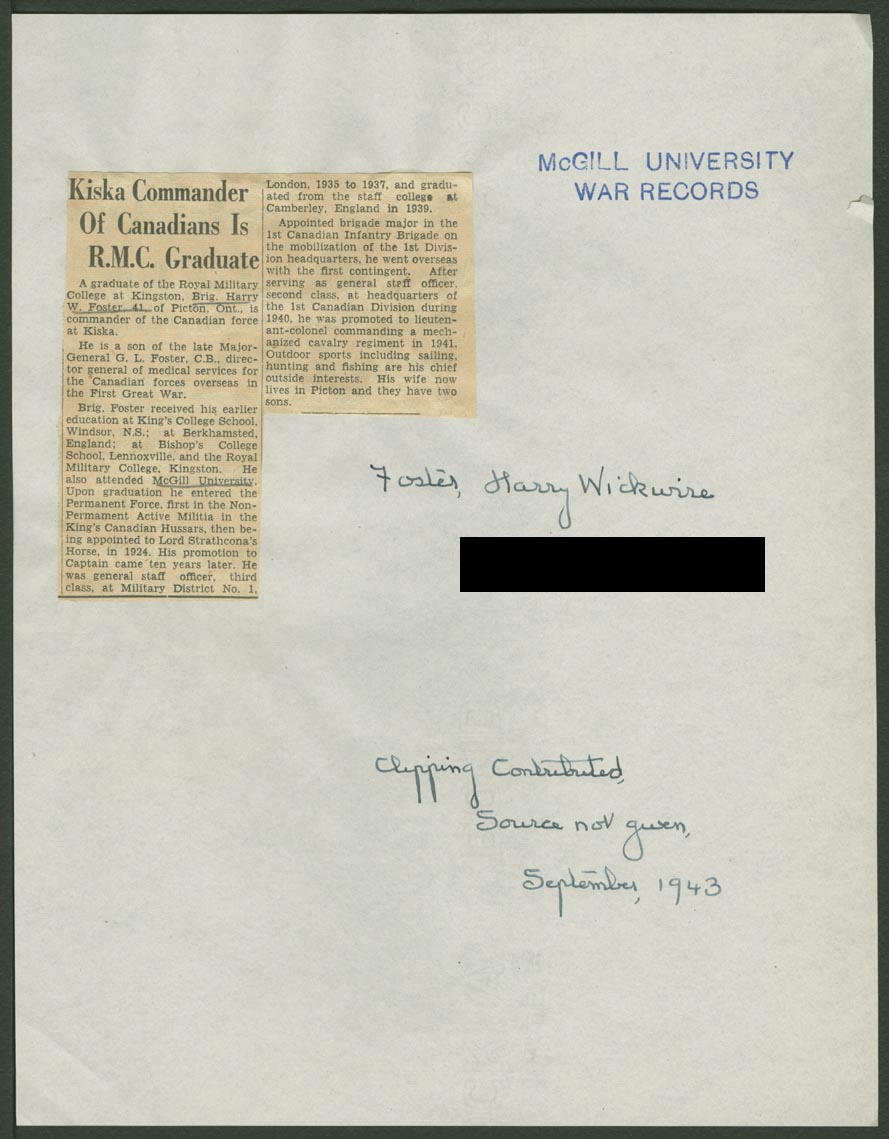 McGILL UNIVERSITY
WAR RECORDS
Kiska Commander
Of Canadians Is
R.M.C. Graduate
A graduate of the Royal Military
College at Kingston, Brig. Harry
W. Foster, 41, of Picton, Ont., is
commander of the Canadian force
at Kiska.
He is a son of the late Major-
General G. L. Foster, C.B., direc-
tor general of medical services for
the Canadian forces overseas in
the First Great War.
Brig. Foster received his earlier
education at King's College School,
Windsor, N.S.; at Berkhamsted,
England; at Bishop's College
School, Lennoxville, and the Royal
Military College, Kingston. He
also attended McGill University.
Upon graduation he entered the
Permanent Force, first in the Non-
Permament Active Militia in the
King's Canadian Hussars, then be-
ing appointed to Lord Strathcona's
Horse, in 1924. His promotion to
Captain came ten years later. He
was general staff officer, third
class, at Military District No. 1,
London, 1935 to 1937, and gradu-
ated from the staff college at
Camberley, England in 1939.
Appointed brigade major in the
1st Canadian Infantry Brigade on
the mobilization of the 1st Divis-
ion headquarters, he went overseas
with the first contingent. After
serving as general staff officer,
second class, at headquarters of
the 1st Canadian Division during
1940, he was promoted to lieuten-
ant-colonel commanding a mech-
anized cavalry regiment in 1941.
Outdoor sports including sailing,
hunting and fishing are his chief
outside interests. His wife now
lives in Picton and they have two
sons.
Foster, Harry Wickwire
Clipping Contributed,
Source not given,
September, 1943